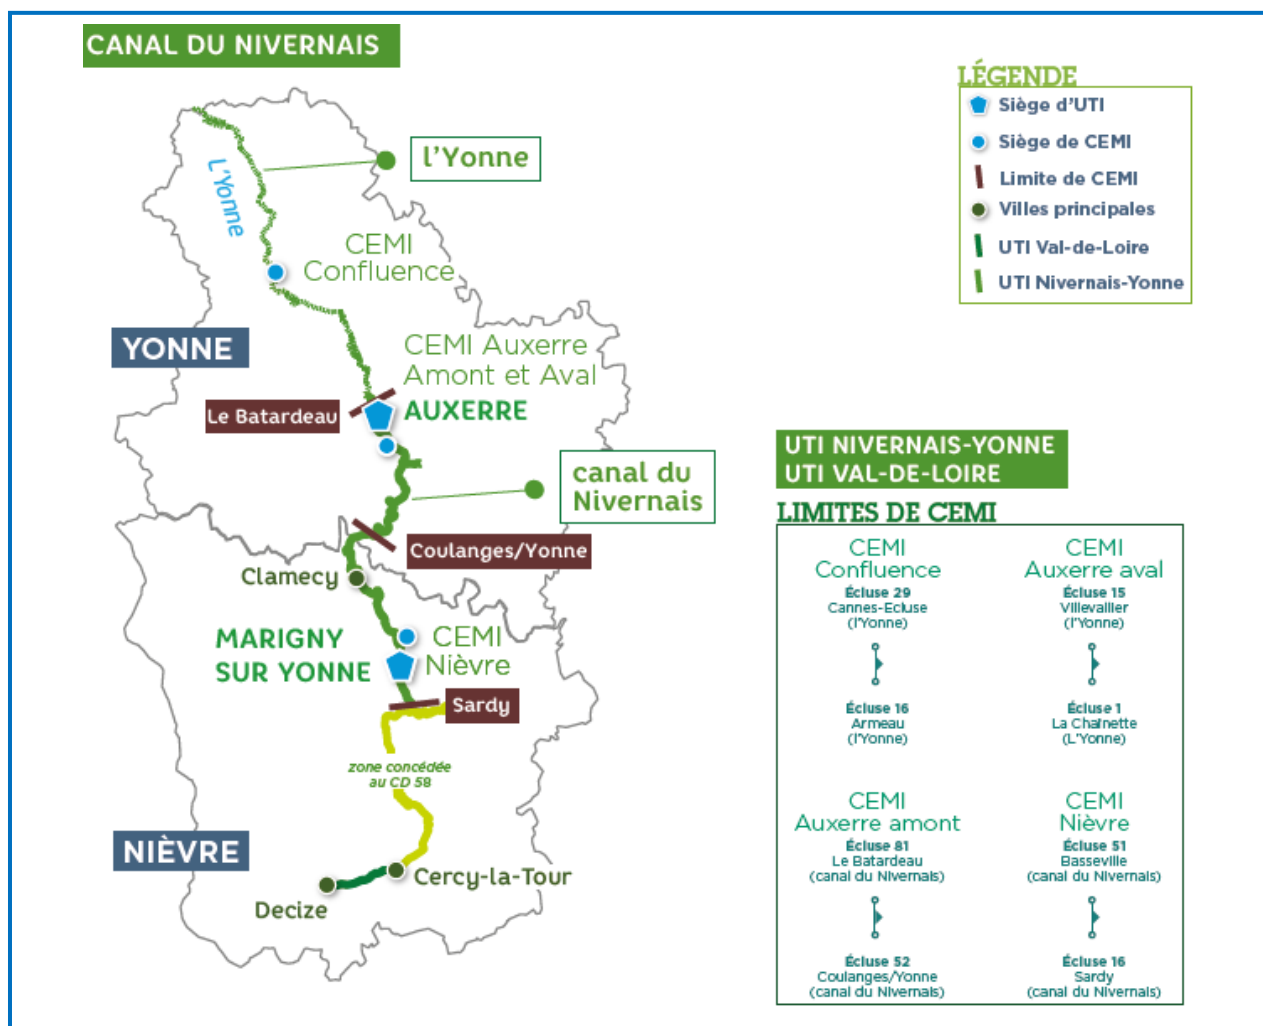 CANAL DU NIVERNAIS
l'Yonne
L'Yonne
CEMI
Confluence
YONNE
CEMI Auxerre
Amont et Aval
Le Batardeau
AUXERRE
canal du
Nivernais
Coulanges/Yonne
Clamecy
MARIGNY
SUR YONNE
CEMI
Nièvre
Sardy
zone concédée
au CD 58
NIÈVRE
Cercy-la-Tour
Decize
LÉGENDE
Siège d'UTI
Siège de CEMI
Limite de CEMI
Villes principales
UTI Val-de-Loire
UTI Nivernais-Yonne
UTI NIVERNAIS-YONNE
UTI VAL-DE-LOIRE
LIMITES DE CEMI
CEMI
Confluence
Écluse 29
Cannes-Ecluse
(l'Yonne)
Écluse 16
Armeau
(l'Yonne)
CEMI
Auxerre aval
Écluse 15
Villevallier
(l'Yonne)
Écluse 1
La Chaînette
(L'Yonne)
CEMI
Auxerre amont
Écluse 81
Le Batardeau
(canal du Nivernais)
Écluse 52
Coulanges/Yonne
(canal du Nivernais)
CEMI
Nièvre
Écluse 51
Basseville
(canal du Nivernais)
Écluse 16
Sardy
(canal du Nivernais)